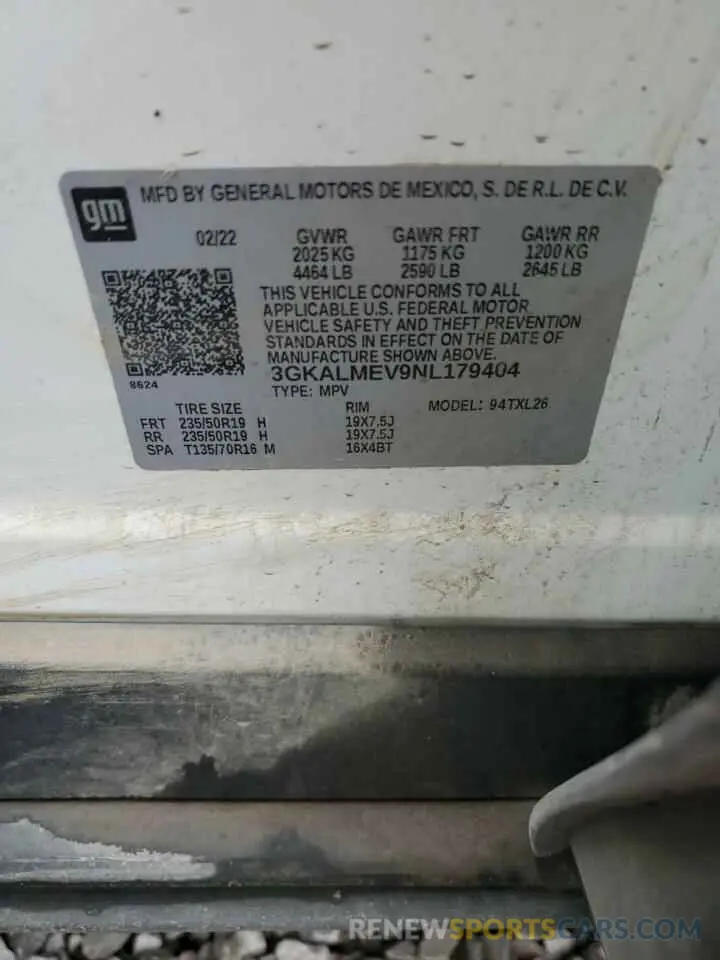 gm
MFD BY GENERAL MOTORS DE MEXICO, S. DE R.L. DE C.V.
02/22 GVWR GAWR FRT GAWR RR
2025 KG 1175 KG 1200 KG
4464 LB 2590 LB 2645 LB
THIS VEHICLE CONFORMS TO ALL
APPLICABLE U.S. FEDERAL MOTOR
VEHICLE SAFETY AND THEFT PREVENTION
STANDARDS IN EFFECT ON THE DATE OF
MANUFACTURE SHOWN ABOVE.
3GKALMEV9NL179404
8624
TYPE: MPV MODEL: 94TXL26
TIRE SIZE RIM
FRT 235/50R19 H 19X7.5J
RR 235/50R19 H 19X7.5J
SPA T135/70R16 M 16X4BT
RENEWSPORTSCARS.COM